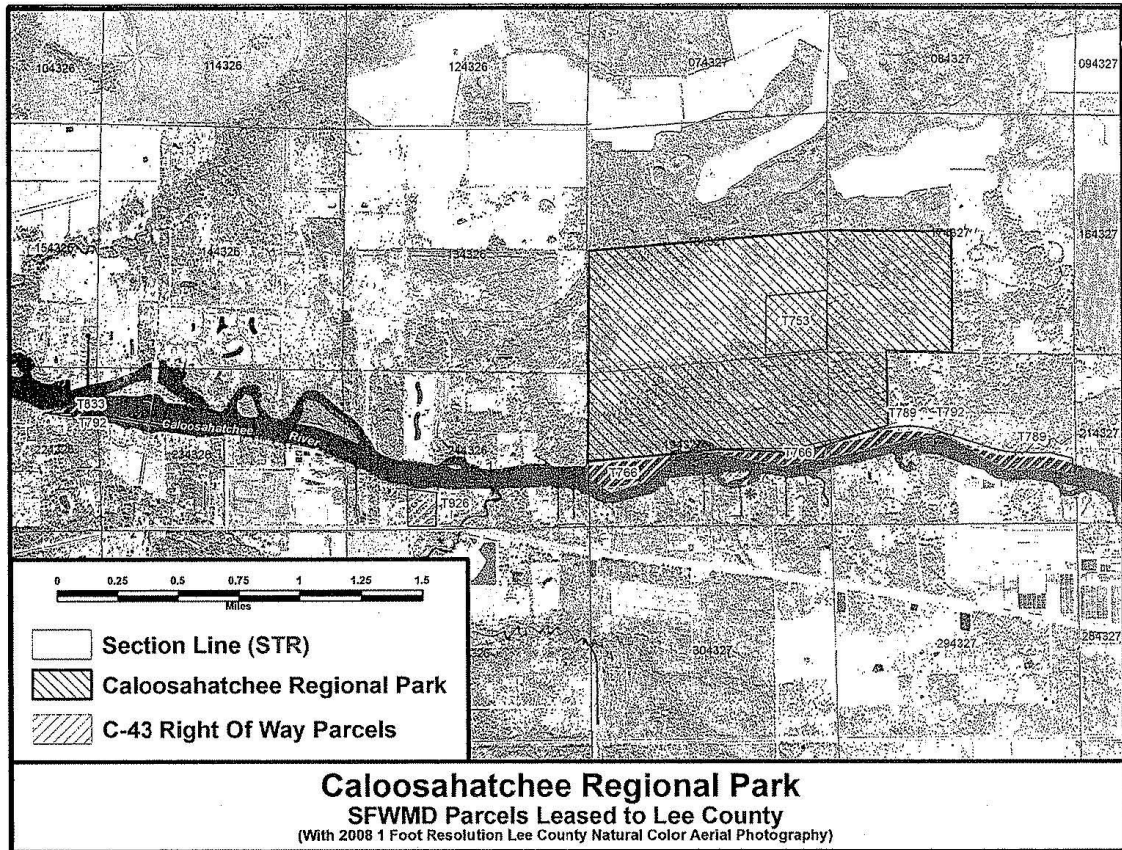 104326
114326
124326
074327
084327
094327
154326
144326
134326
164327
T753
T833
T792
Caloosahatchee
River
224326
234326
T789
T792
T789
214327
T766
T766
T926
304327
294327
284327
0 0.25 0.5 0.75 1 1.5
Miles
Section Line (STR)
Caloosahatchee Regional Park
C-43 Right Of Way Parcels
Caloosahatchee Regional Park
SFWMD Parcels Leased to Lee County
(With 2008 1 Foot Resolution Lee County Natural Color Aerial Photography)